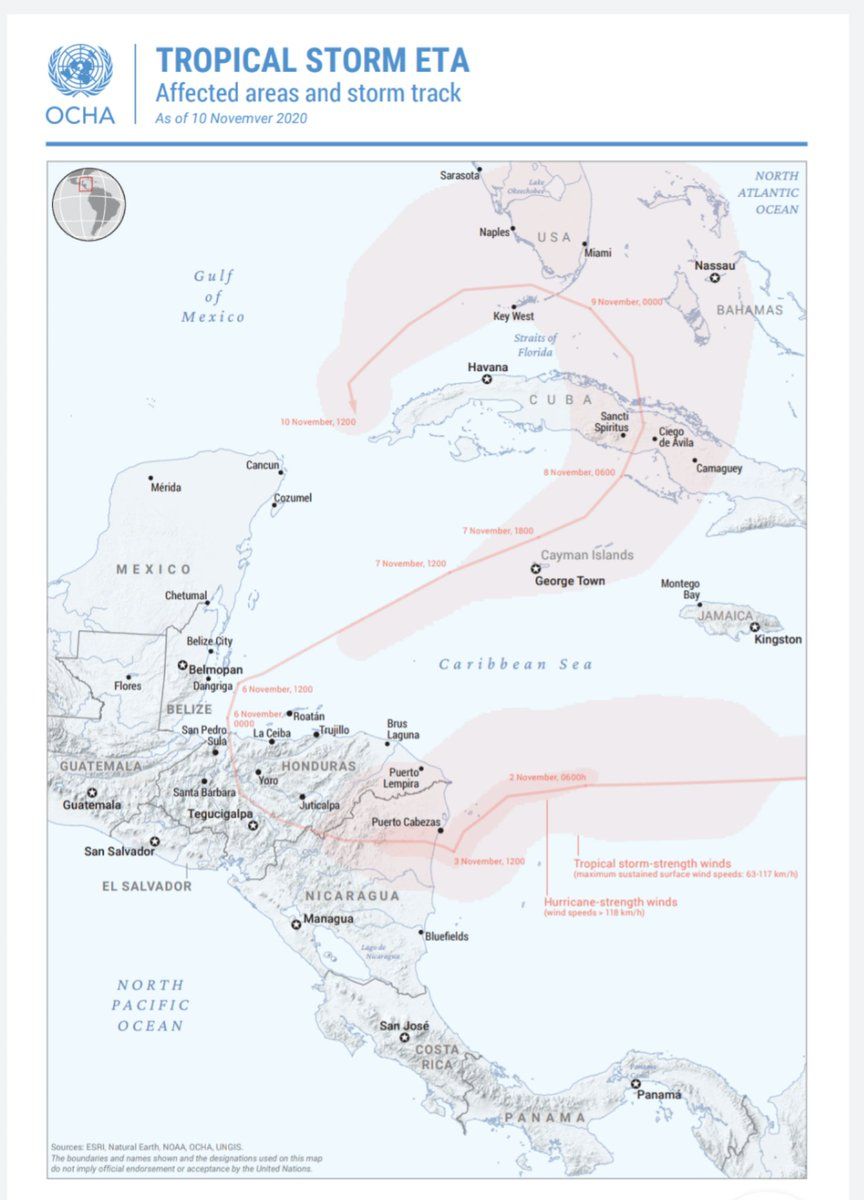 OCHA
TROPICAL STORM ETA
Affected areas and storm track
As of 10 Novemver 2020
NORTH
ATLANTIC
OCEAN
Sarasota
Lake
Okeechobee
Naples
USA
Miami
Nassau
BAHAMAS
Gulf
of
Mexico
9 November, 0000
Key West
Straits of
Florida
Havana
CUBA
Sancti
Spiritus
Ciego
de Ávila
Camaguey
10 November, 1200
Cancun
Cozumel
Mérida
8 November, 0600
7 November, 1800
7 November, 1200
Cayman Islands
George Town
MEXICO
Chetumal
Montego
Bay
JAMAICA
Kingston
Belize City
Belmopan
Dangriga
Flores
BELIZE
Caribbean Sea
6 November, 1200
6 November,
0000
Roatán
San Pedro
Sula
La Ceiba
Trujillo
Brus
Laguna
GUATEMALA
Guatemala
HONDURAS
Yoro
Puerto
Lempira
Santa Bárbara
Juticalpa
Tegucigalpa
Puerto Cabezas
2 November, 0600h
San Salvador
EL SALVADOR
3 November, 1200
Tropical storm-strength winds
(maximum sustained surface wind speeds: 63-117 km/h)
Hurricane-strength winds
(wind speeds > 118 km/h)
NICARAGUA
Managua
Bluefields
Lago de
Nicaragua
NORTH
PACIFIC
OCEAN
San José
COSTA
RICA
Panama
Canal
Panama
PANAMA
Sources: ESRI, Natural Earth, NOAA, OCHA, UNGIS.
The boundaries and names shown and the designations used on this map
do not imply official endorsement or acceptance by the United Nations.